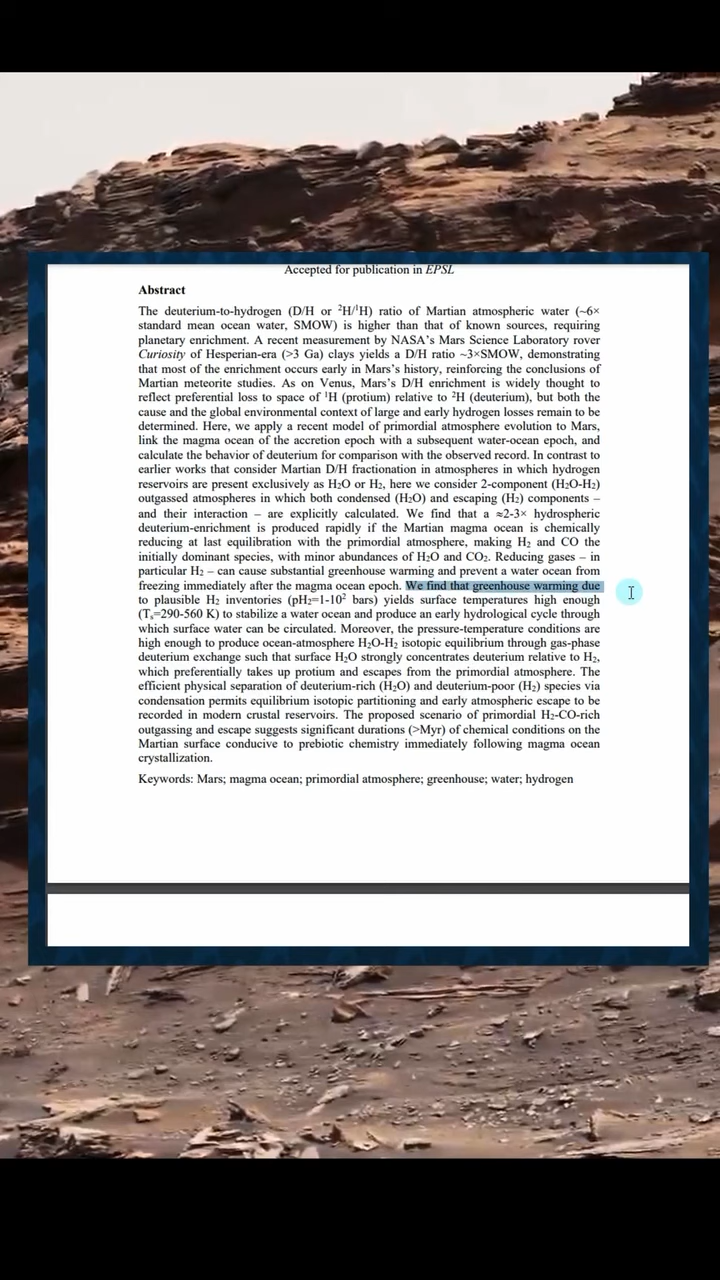 Accepted for publication in EPSL
Abstract
The deuterium-to-hydrogen (D/H or ²H/¹H) ratio of Martian atmospheric water (~6×
standard mean ocean water, SMOW) is higher than that of known sources, requiring
planetary enrichment. A recent measurement by NASA's Mars Science Laboratory rover
Curiosity of Hesperian-era (>3 Ga) clays yields a D/H ratio ~3×SMOW, demonstrating
that most of the enrichment occurs early in Mars's history, reinforcing the conclusions of
Martian meteorite studies. As on Venus, Mars's D/H enrichment is widely thought to
reflect preferential loss to space of ¹H (protium) relative to ²H (deuterium), but both the
cause and the global environmental context of large and early hydrogen losses remain to be
determined. Here, we apply a recent model of primordial atmosphere evolution to Mars,
link the magma ocean of the accretion epoch with a subsequent water-ocean epoch, and
calculate the behavior of deuterium for comparison with the observed record. In contrast to
earlier works that consider Martian D/H fractionation in atmospheres in which hydrogen
reservoirs are present exclusively as H₂O or H₂, here we consider 2-component (H₂O-H₂)
outgassed atmospheres in which both condensed (H₂O) and escaping (H₂) components –
and their interaction – are explicitly calculated. We find that a ≈2-3× hydrospheric
deuterium-enrichment is produced rapidly if the Martian magma ocean is chemically
reducing at last equilibration with the primordial atmosphere, making H₂ and CO the
initially dominant species, with minor abundances of H₂O and CO₂. Reducing gases – in
particular H₂ – can cause substantial greenhouse warming and prevent a water ocean from
freezing immediately after the magma ocean epoch. We find that greenhouse warming due
to plausible H₂ inventories (pH₂=1-10² bars) yields surface temperatures high enough
(Tₛ=290-560 K) to stabilize a water ocean and produce an early hydrological cycle through
which surface water can be circulated. Moreover, the pressure-temperature conditions are
high enough to produce ocean-atmosphere H₂O-H₂ isotopic equilibrium through gas-phase
deuterium exchange such that surface H₂O strongly concentrates deuterium relative to H₂,
which preferentially takes up protium and escapes from the primordial atmosphere. The
efficient physical separation of deuterium-rich (H₂O) and deuterium-poor (H₂) species via
condensation permits equilibrium isotopic partitioning and early atmospheric escape to be
recorded in modern crustal reservoirs. The proposed scenario of primordial H₂-CO-rich
outgassing and escape suggests significant durations (>Myr) of chemical conditions on the
Martian surface conducive to prebiotic chemistry immediately following magma ocean
crystallization.
Keywords: Mars; magma ocean; primordial atmosphere; greenhouse; water; hydrogen